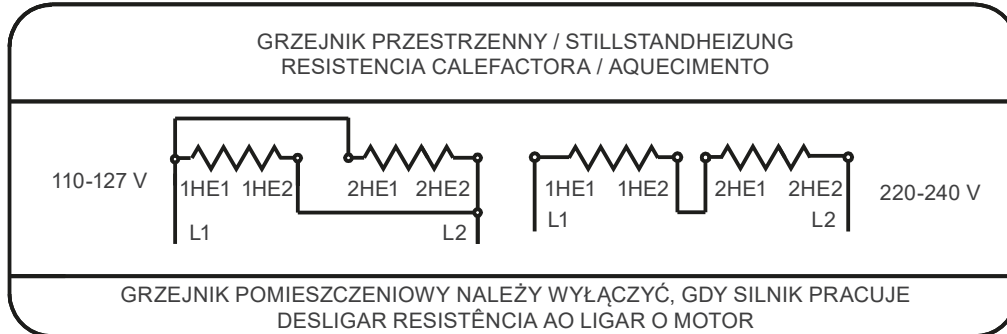 GRZEJNIK PRZESTRZENNY / STILLSTANDHEIZUNG
RESISTENCIA CALEFACTORA / AQUECIMENTO
110-127 V
1HE1 1HE2 2HE1 2HE2
L1 L2
1HE1 1HE2 2HE1 2HE2
L1 L2
220-240 V
GRZEJNIK POMIESZCZENIOWY NALEŻY WYŁĄCZYĆ, GDY SILNIK PRACUJE
DESLIGAR RESISTÊNCIA AO LIGAR O MOTOR